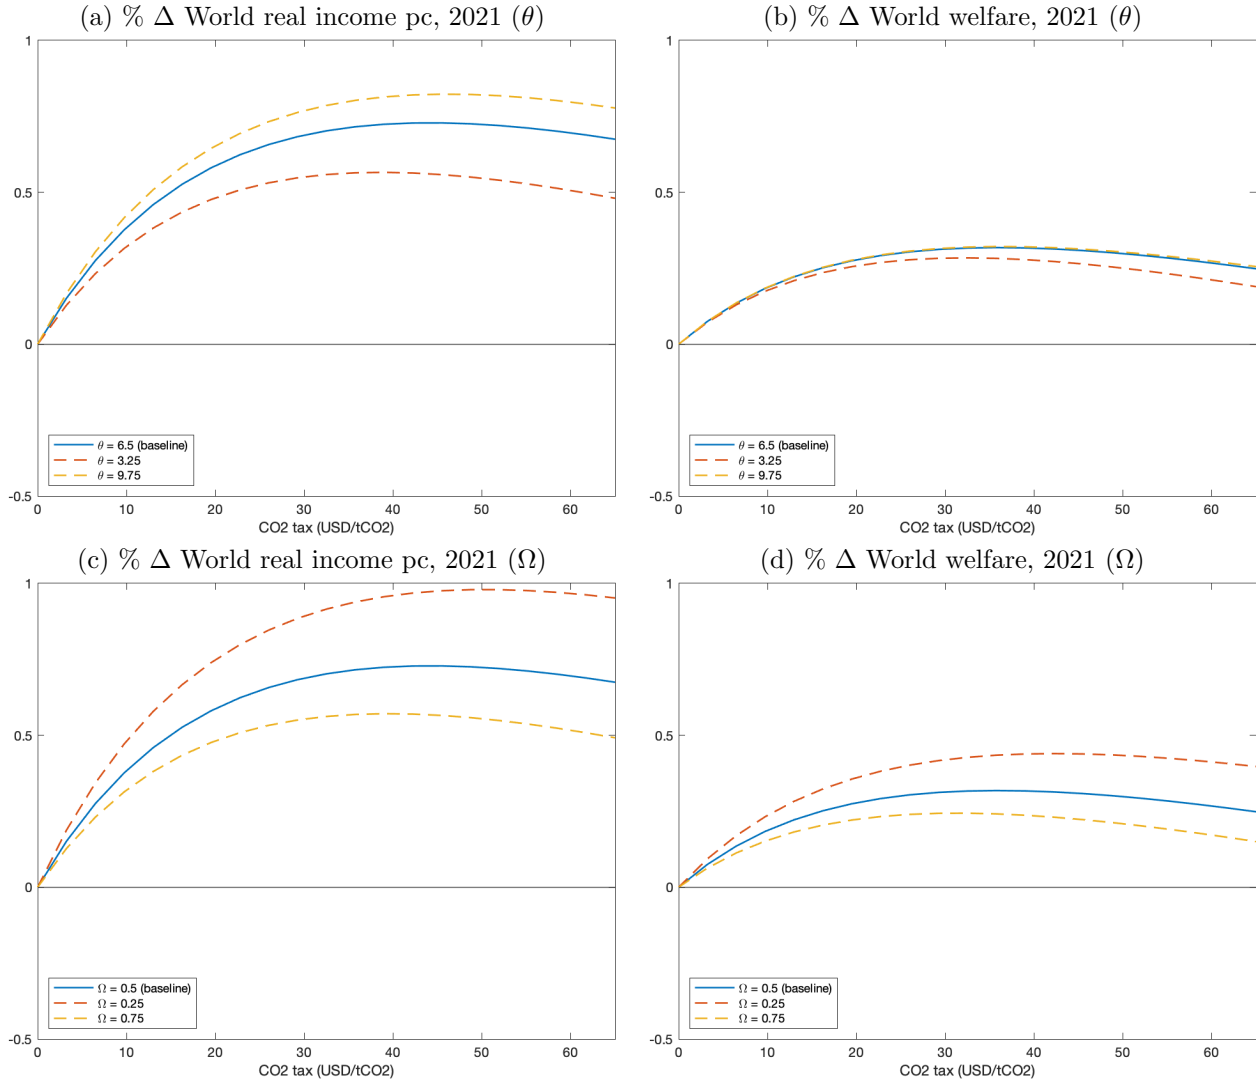 (a) % Δ World real income pc, 2021 (θ)
1
0.5
0
-0.5
θ = 6.5 (baseline)
θ = 3.25
θ = 9.75
0 10 20 30 40 50 60
CO2 tax (USD/tCO2)
(b) % Δ World welfare, 2021 (θ)
1
0.5
0
-0.5
θ = 6.5 (baseline)
θ = 3.25
θ = 9.75
0 10 20 30 40 50 60
CO2 tax (USD/tCO2)
(c) % Δ World real income pc, 2021 (Ω)
1
0.5
0
-0.5
Ω = 0.5 (baseline)
Ω = 0.25
Ω = 0.75
0 10 20 30 40 50 60
CO2 tax (USD/tCO2)
(d) % Δ World welfare, 2021 (Ω)
1
0.5
0
-0.5
Ω = 0.5 (baseline)
Ω = 0.25
Ω = 0.75
0 10 20 30 40 50 60
CO2 tax (USD/tCO2)